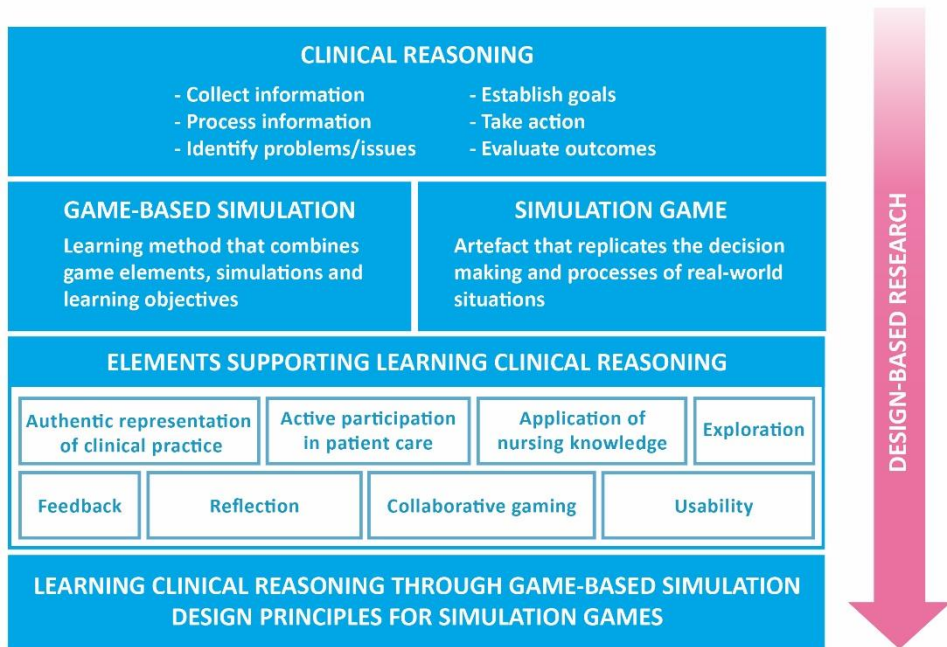 CLINICAL REASONING
- Collect information
- Process information
- Identify problems/issues
- Establish goals
- Take action
- Evaluate outcomes
GAME-BASED SIMULATION
Learning method that combines
game elements, simulations and
learning objectives
SIMULATION GAME
Artefact that replicates the decision
making and processes of real-world
situations
ELEMENTS SUPPORTING LEARNING CLINICAL REASONING
Authentic representation
of clinical practice
Active participation
in patient care
Application of
nursing knowledge
Exploration
Feedback
Reflection
Collaborative gaming
Usability
LEARNING CLINICAL REASONING THROUGH GAME-BASED SIMULATION
DESIGN PRINCIPLES FOR SIMULATION GAMES
DESIGN-BASED RESEARCH